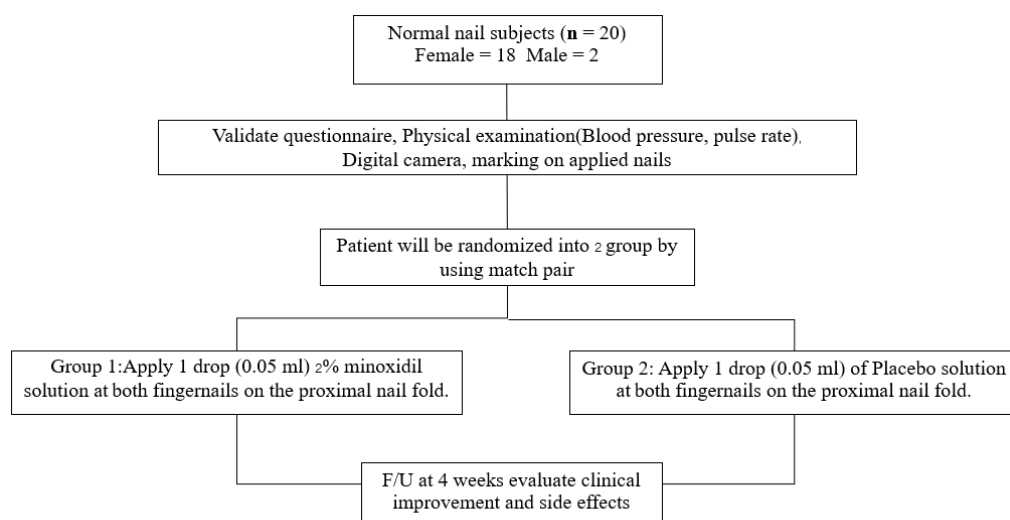 Normal nail subjects (n = 20)
Female = 18  Male = 2
Validate questionnaire, Physical examination(Blood pressure, pulse rate),
Digital camera, marking on applied nails
Patient will be randomized into 2 group by
using match pair
Group 1:Apply 1 drop (0.05 ml) 2% minoxidil
solution at both fingernails on the proximal nail fold.
Group 2: Apply 1 drop (0.05 ml) of Placebo solution
at both fingernails on the proximal nail fold.
F/U at 4 weeks evaluate clinical
improvement and side effects